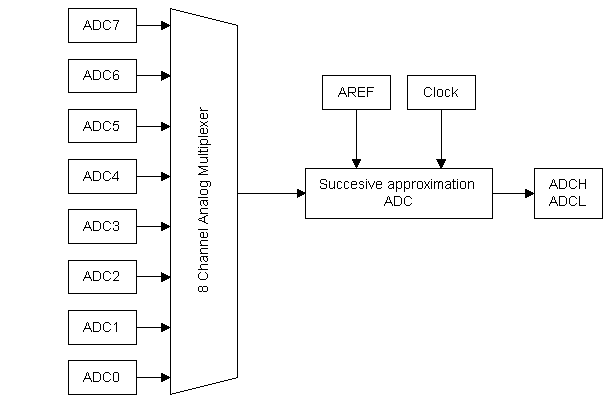 ADC7
ADC6
ADC5
ADC4
ADC3
ADC2
ADC1
ADC0
8 Channel Analog Multiplexer
AREF
Clock
Succesive approximation
ADC
ADCH
ADCL